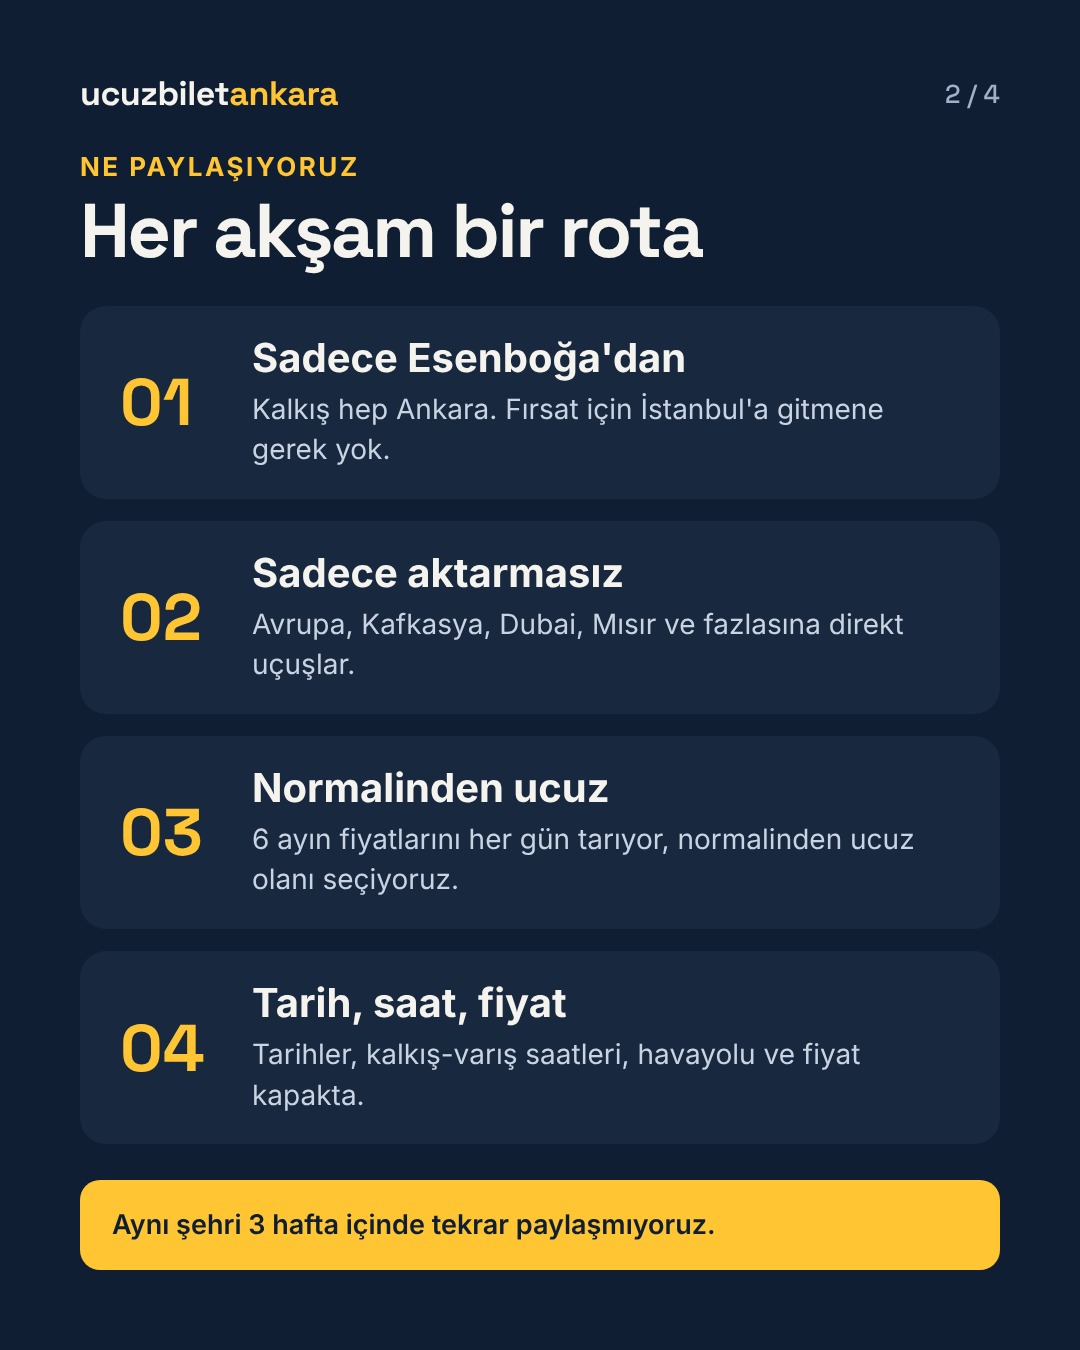 ucuzbiletankara
2 / 4
NE PAYLAŞIYORUZ
Her akşam bir rota
01
Sadece Esenboğa'dan
Kalkış hep Ankara. Fırsat için İstanbul'a gitmene
gerek yok.
02
Sadece aktarmasız
Avrupa, Kafkasya, Dubai, Mısır ve fazlasına direkt
uçuşlar.
03
Normalinden ucuz
6 ayın fiyatlarını her gün tarıyor, normalinden ucuz
olanı seçiyoruz.
04
Tarih, saat, fiyat
Tarihler, kalkış-varış saatleri, havayolu ve fiyat
kapakta.
Aynı şehri 3 hafta içinde tekrar paylaşmıyoruz.